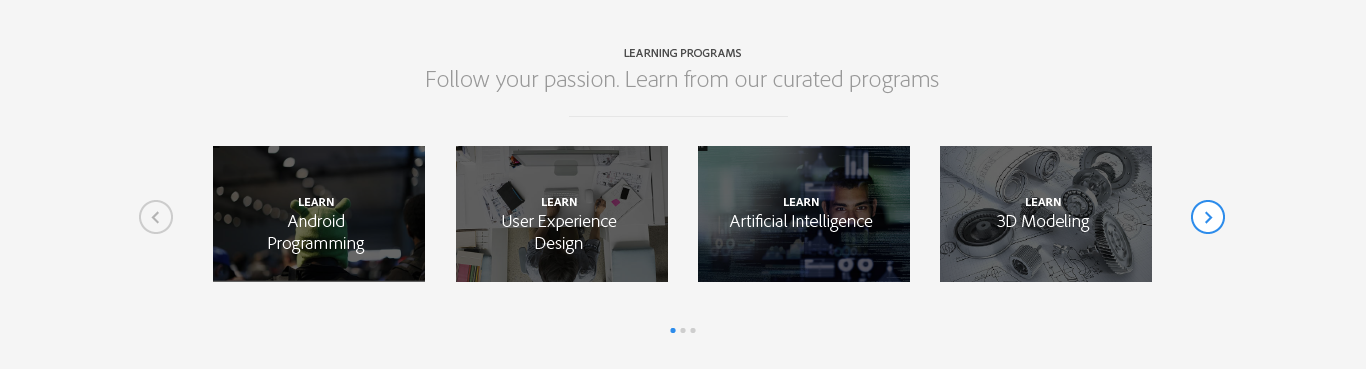 LEARNING PROGRAMS
Follow your passion. Learn from our curated programs
LEARN
Android
Programming
LEARN
User Experience
Design
LEARN
Artificial Intelligence
LEARN
3D Modeling